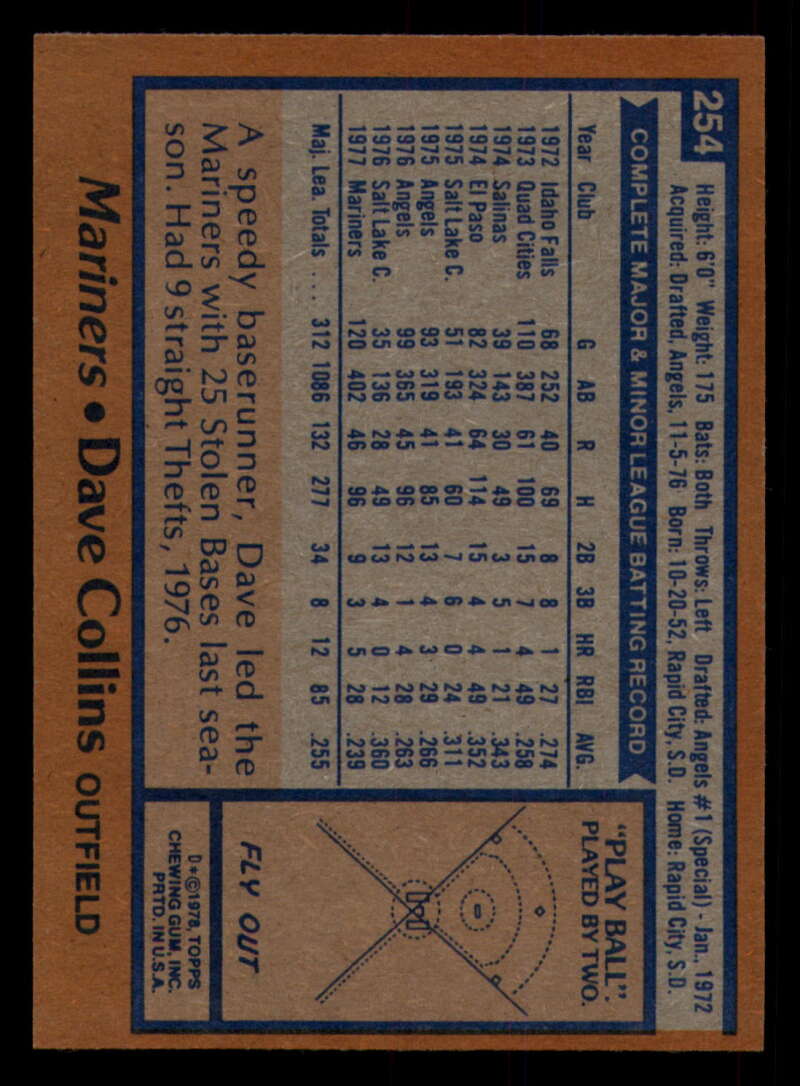 254
Height: 6'0" Weight: 175 Bats: Both Throws: Left Drafted: Angels #1 (Special) - Jan., 1972
Acquired: Drafted, Angels, 11-5-76 Born: 10-20-52, Rapid City, S.D. Home: Rapid City, S.D.
COMPLETE MAJOR & MINOR LEAGUE BATTING RECORD
Year Club G AB R H 2B 3B HR RBI AVG.
1972 Idaho Falls 68 252 40 69 8 8 1 27 .274
1973 Quad Cities 110 387 61 100 15 7 4 49 .258
1974 Salinas 39 143 30 49 3 5 1 21 .343
1974 El Paso 82 324 64 114 15 4 4 49 .352
1975 Salt Lake C. 51 193 41 60 7 6 0 24 .311
1975 Angels 93 319 41 85 13 4 3 29 .266
1976 Angels 99 365 45 96 12 1 4 28 .263
1976 Salt Lake C. 35 136 28 49 13 4 0 12 .360
1977 Mariners 120 402 46 96 9 3 5 28 .239
Maj. Lea. Totals .... 312 1086 132 277 34 8 12 85 .255
A speedy baserunner, Dave led the
Mariners with 25 Stolen Bases last sea-
son. Had 9 straight Thefts, 1976.
"PLAY BALL".
PLAYED BY TWO.
FLY OUT
D*©1978, TOPPS
CHEWING GUM, INC.
PRTD. IN U.S.A.
Mariners • Dave Collins OUTFIELD